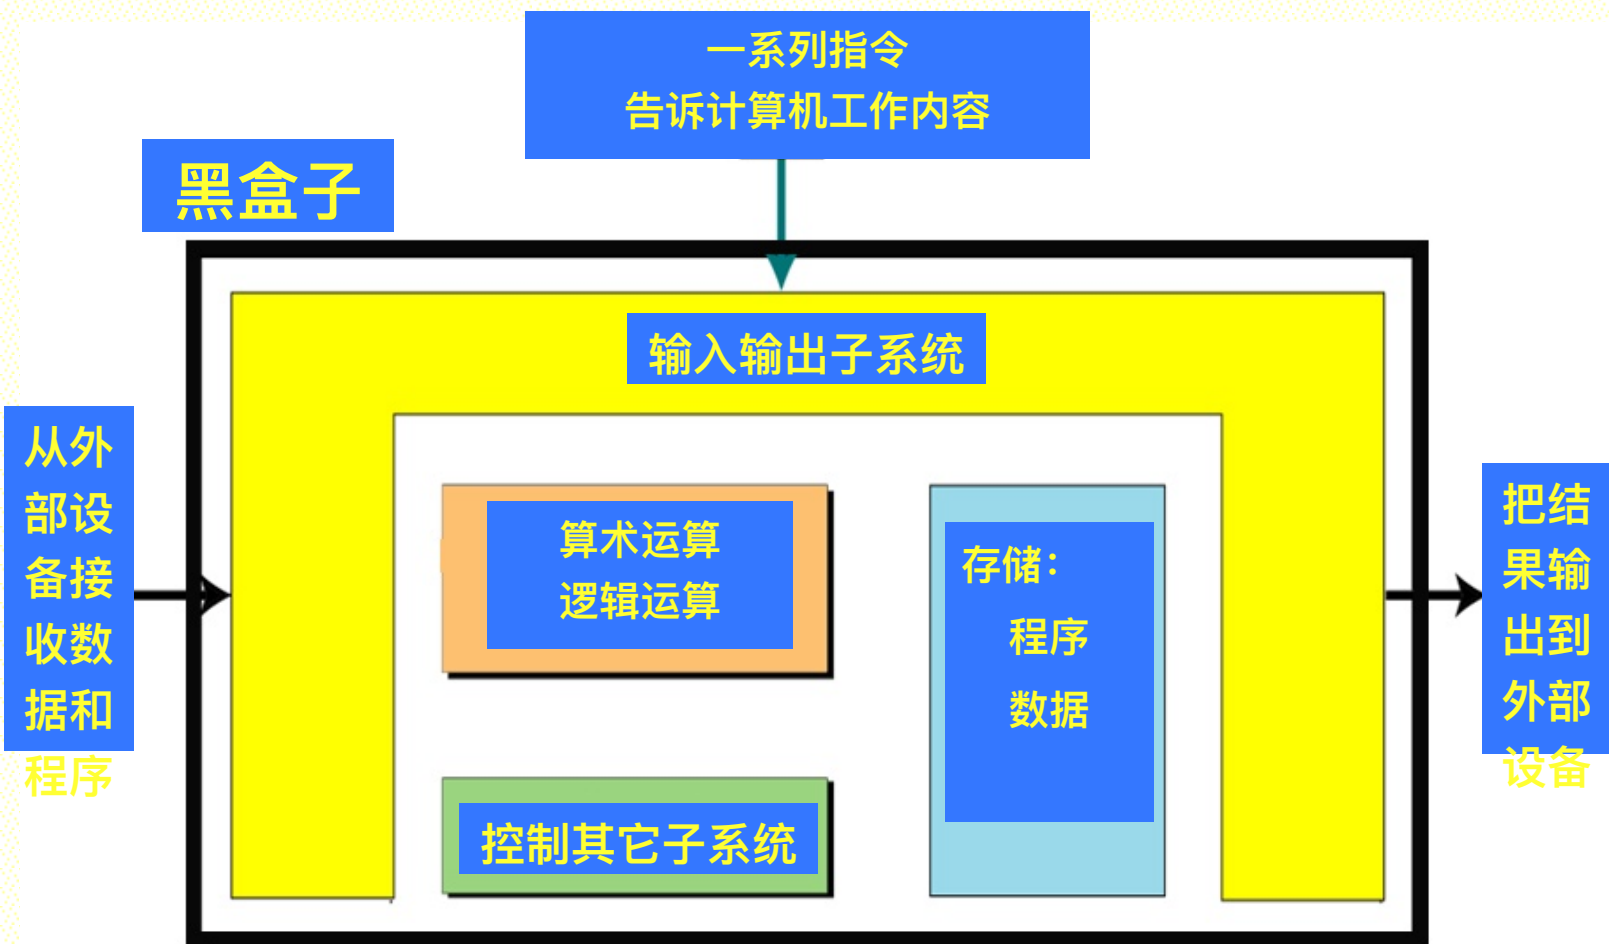 一系列指令
告诉计算机工作内容
黑盒子
输入输出子系统
从外
部设
备接
收数
据和
程序
算术运算
逻辑运算
存储：
程序
数据
控制其它子系统
把结
果输
出到
外部
设备